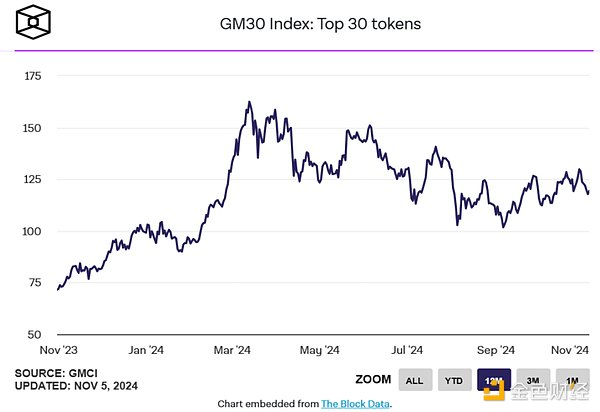 GM30 Index: Top 30 tokens
175
150
125
100
75
50
Nov '23
Jan '24
Mar '24
May '24
Jul '24
Sep '24
Nov '24
SOURCE: GMCI
UPDATED: NOV 5, 2024
ZOOM
ALL
YTD
12M
3M
1M
金色财经
Chart embedded from The Block Data.